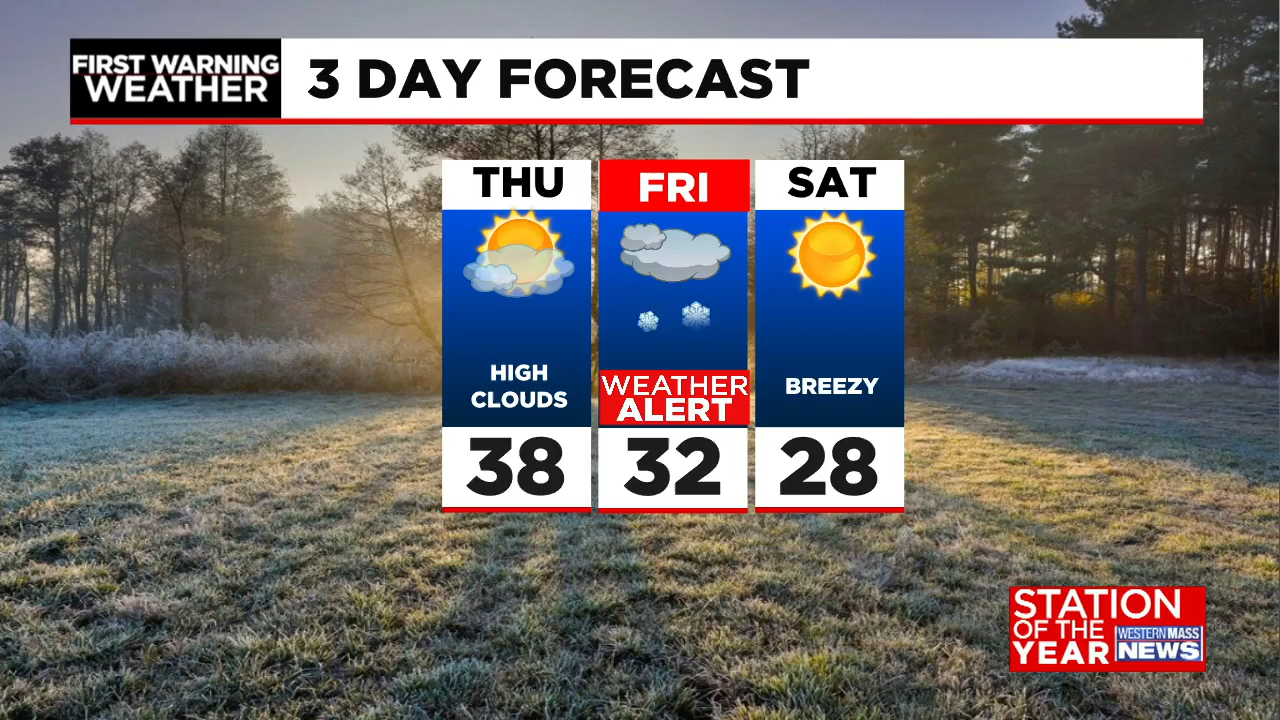 FIRST WARNING
WEATHER
3 DAY FORECAST
THU
HIGH
CLOUDS
38
FRI
WEATHER
ALERT
32
SAT
BREEZY
28
STATION
OF THE
YEAR
WESTERN MASS
NEWS